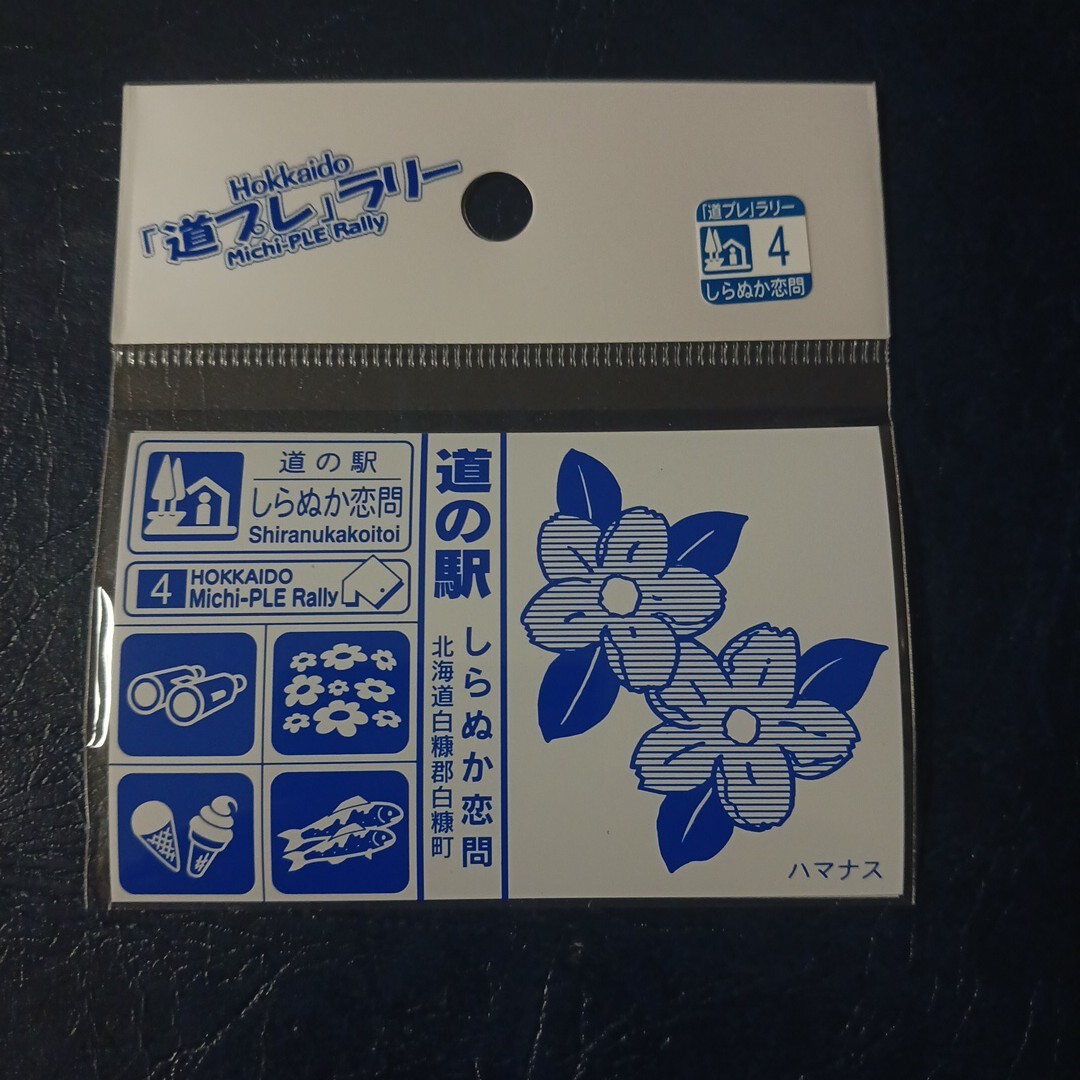 Hokkaido
「道プレ」ラリー
Michi-PLE Rally
「道プレ」ラリー
4
しらぬか恋問
道の駅
しらぬか恋問
Shiranukakoitoi
4 HOKKAIDO
Michi-PLE Rally
道の駅 しらぬか恋問
北海道白糠郡白糠町
ハマナス